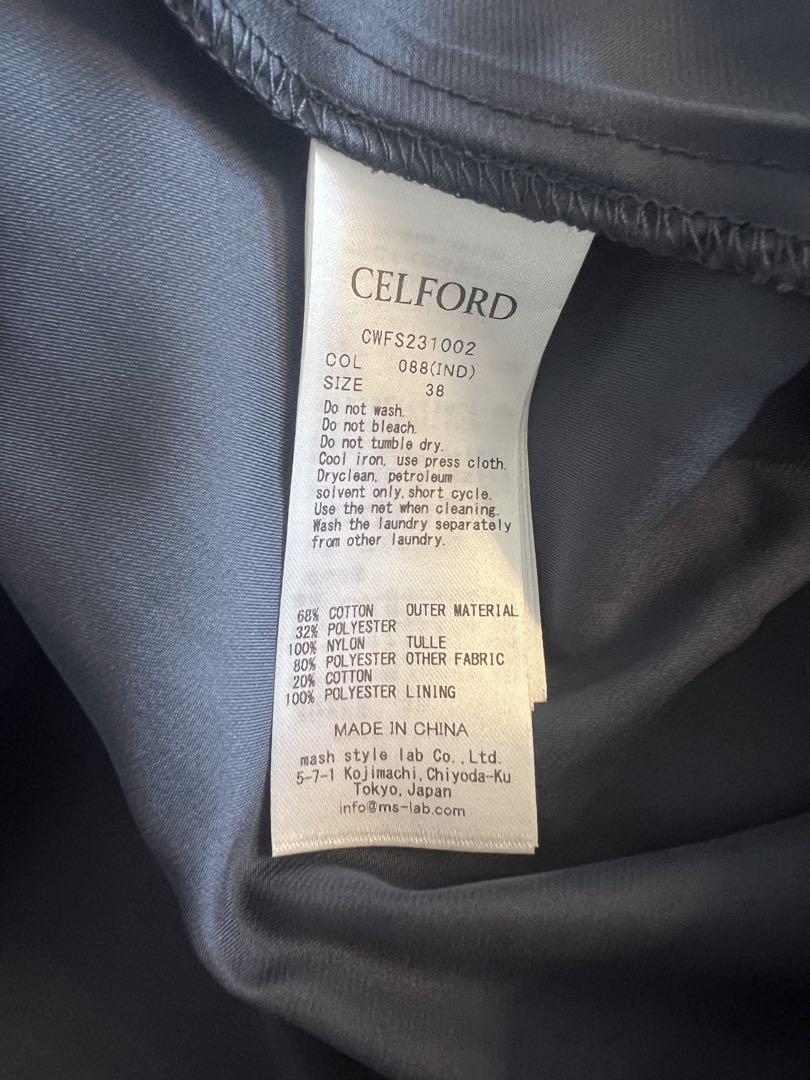 CELFORD
CWFS231002
COL 088(IND)
SIZE 38
Do not wash.
Do not bleach.
Do not tumble dry.
Cool iron, use press cloth.
Dryclean, petroleum
solvent only, short cycle.
Use the net when cleaning.
Wash the laundry separately
from other laundry.
68% COTTON OUTER MATERIAL
32% POLYESTER
100% NYLON TULLE
80% POLYESTER OTHER FABRIC
20% COTTON
100% POLYESTER LINING
MADE IN CHINA
mash style lab Co.,Ltd.
5-7-1 Kojimachi,Chiyoda-Ku
Tokyo,Japan
info@ms-lab.com